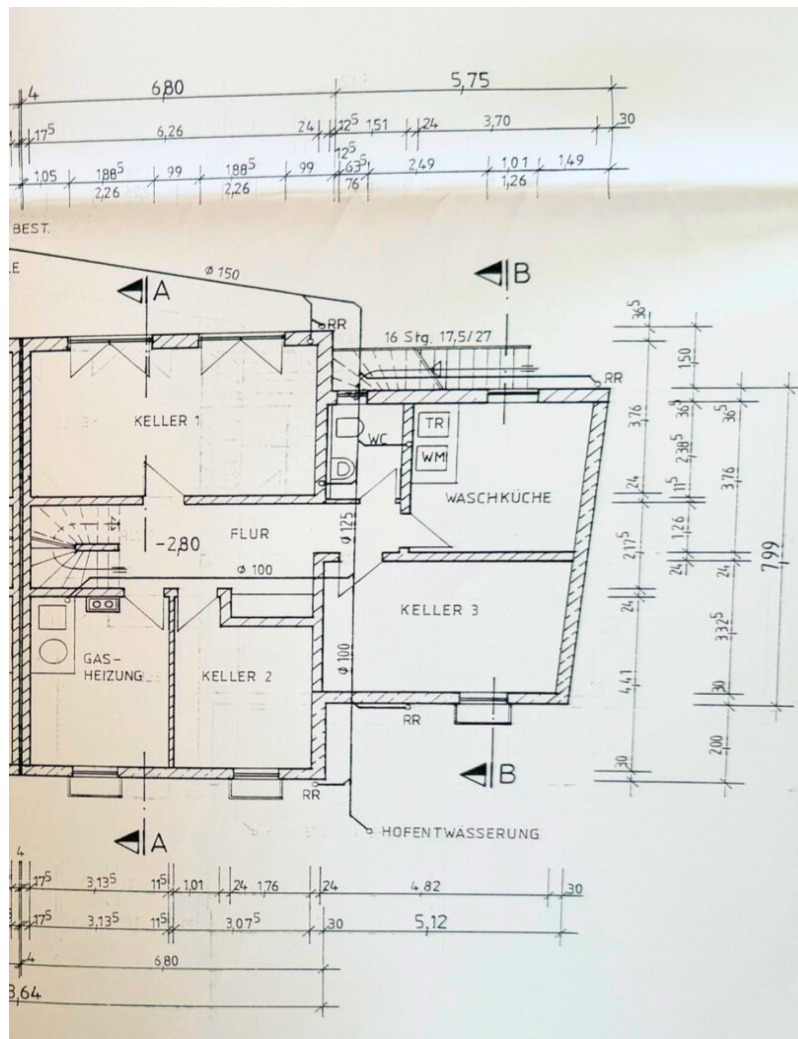 4 6,80 5,75
17⁵ 6,26 24 12⁵ 1,51 24 3,70 30
12⁵
1,05 1,88⁵ 99 1,88⁵ 99 63⁵ 2,49 1,01 1,49
2,26 2,26 76 1,26
BEST.
LE
ϕ 150
A
B
RR
16 Stg. 17,5/27
RR
KELLER 1
WC
TR
WM
WASCHKÜCHE
FLUR
-2,80
ϕ 125
ϕ 100
KELLER 3
GAS-
HEIZUNG
KELLER 2
ϕ 100
RR
B
RR
A
HOFENTWÄSSERUNG
36⁵
3,76
24
2,17⁵
24
4,41
30
1,50
36⁵
2,38⁵
11⁵
1,26
24
36⁵
3,76
24
3,32⁵
30
2,00
7,99
4
17⁵ 3,13⁵ 11⁵ 1,01 24 1,76 24 4,82 30
17⁵ 3,13⁵ 11⁵ 3,07⁵ 30 5,12
4 6,80
3,64